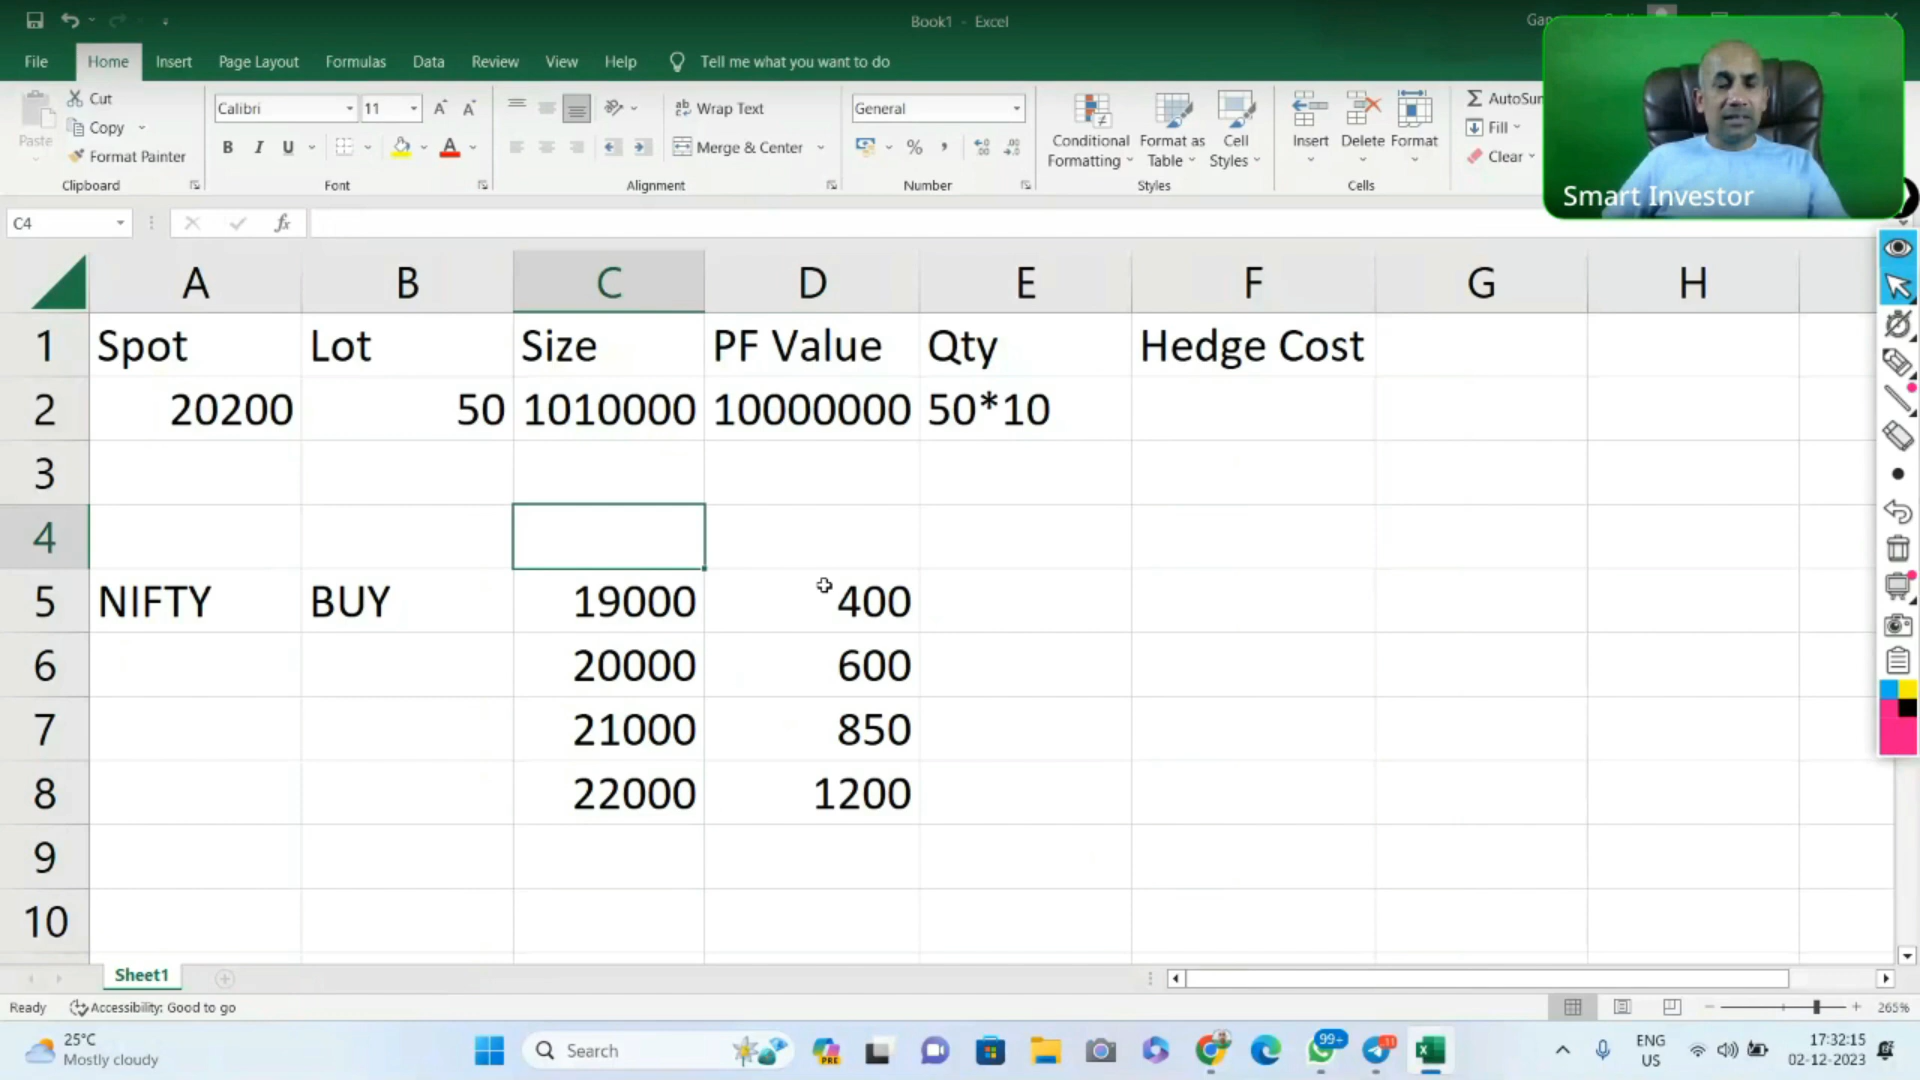 Book1 - Excel
File Home Insert Page Layout Formulas Data Review View Help Tell me what you want to do
Paste
Cut
Copy
Format Painter
Clipboard
Calibri 11
B I U
Font
Wrap Text
Merge & Center
Alignment
General
% ,
Number
Conditional Formatting
Format as Table
Cell Styles
Styles
Insert Delete Format
Cells
Fill
Clear
Smart Investor
C4 fx
A B C D E F G H
1 Spot Lot Size PF Value Qty Hedge Cost
2 20200 50 1010000 10000000 50*10
3
4
5 NIFTY BUY 19000 400
6 20000 600
7 21000 850
8 22000 1200
9
10
Sheet1
Ready Accessibility: Good to go 265%
25°C
Mostly cloudy
Search
PRE
99+
ENG
US
17:32:15
02-12-2023